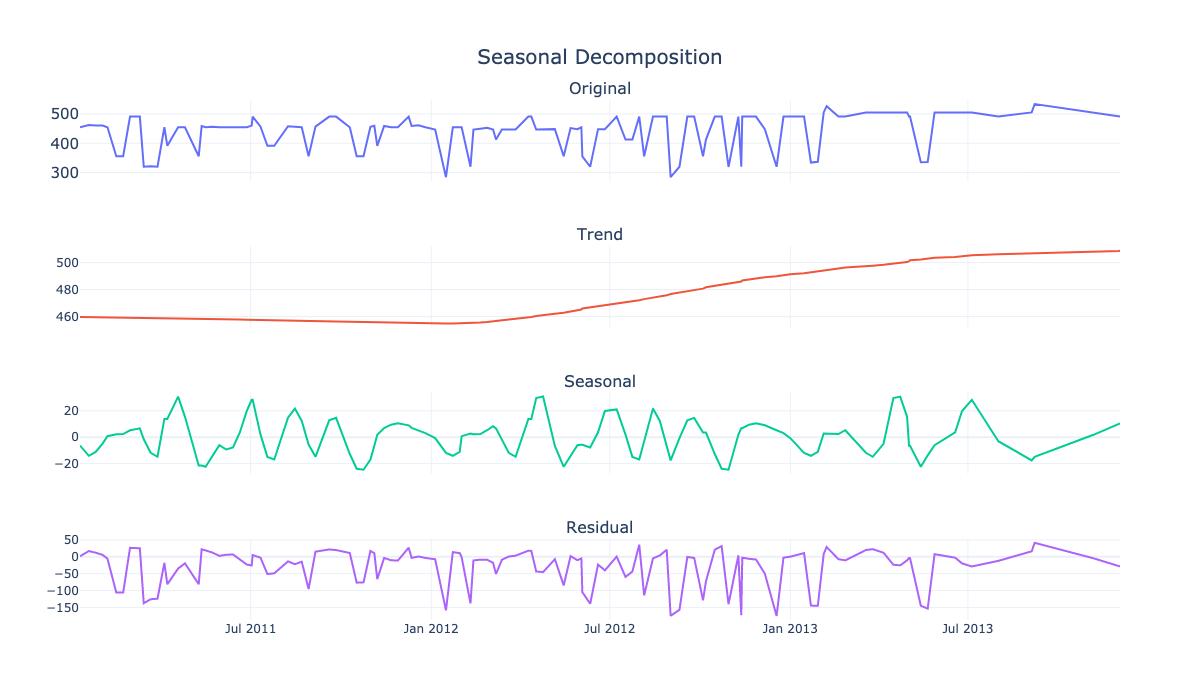 Seasonal Decomposition
Original
500
400
300
Trend
500
480
460
Seasonal
20
0
−20
Residual
50
0
−50
−100
−150
Jul 2011 Jan 2012 Jul 2012 Jan 2013 Jul 2013